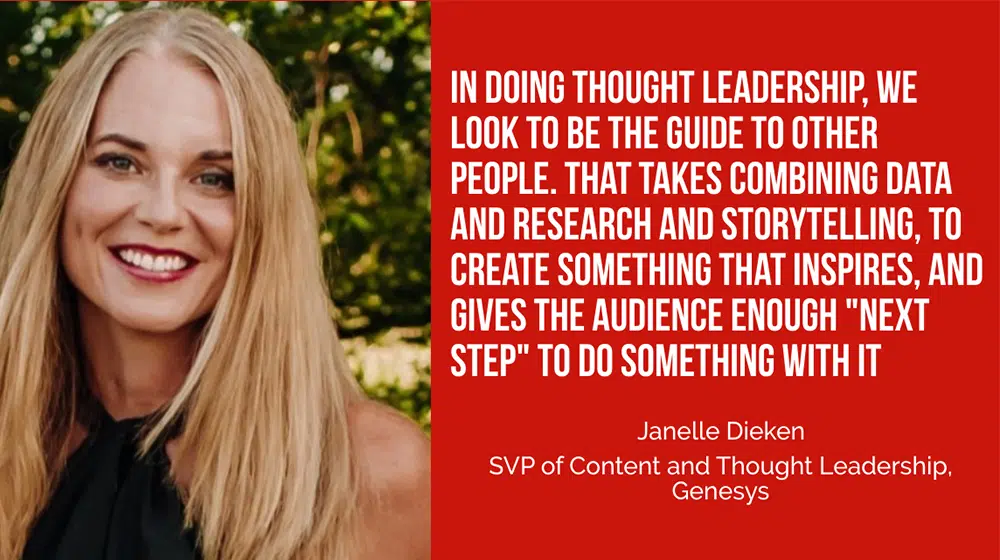 IN DOING THOUGHT LEADERSHIP, WE
LOOK TO BE THE GUIDE TO OTHER
PEOPLE. THAT TAKES COMBINING DATA
AND RESEARCH AND STORYTELLING, TO
CREATE SOMETHING THAT INSPIRES, AND
GIVES THE AUDIENCE ENOUGH "NEXT
STEP" TO DO SOMETHING WITH IT
Janelle Dieken
SVP of Content and Thought Leadership,
Genesys